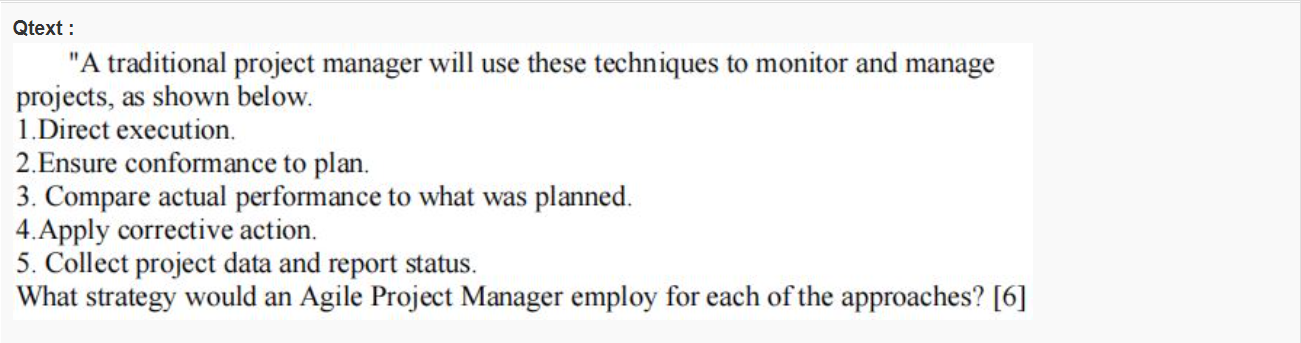 Qtext :
"A traditional project manager will use these techniques to monitor and manage
projects, as shown below.
1.Direct execution.
2.Ensure conformance to plan.
3. Compare actual performance to what was planned.
4.Apply corrective action.
5. Collect project data and report status.
What strategy would an Agile Project Manager employ for each of the approaches? [6]